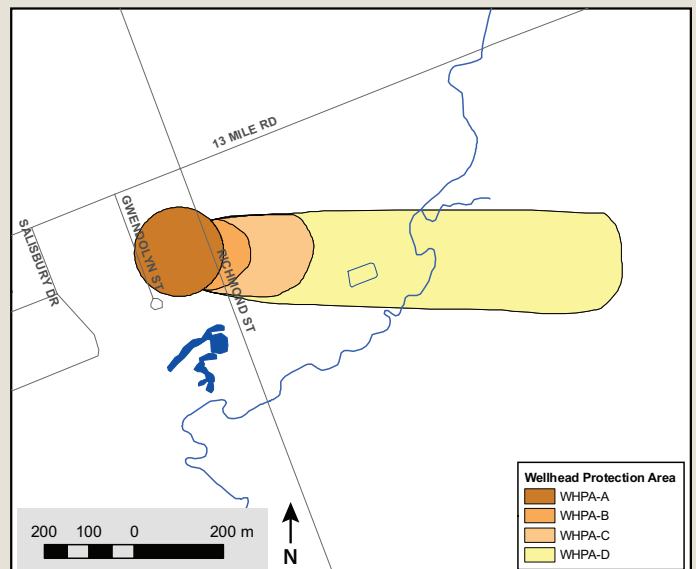 13 MILE RD
GWENDOLYN ST
SALISBURY DR
RICHMOND ST
Wellhead Protection Area
WHPA-A
WHPA-B
WHPA-C
WHPA-D
200 100 0 200 m
N